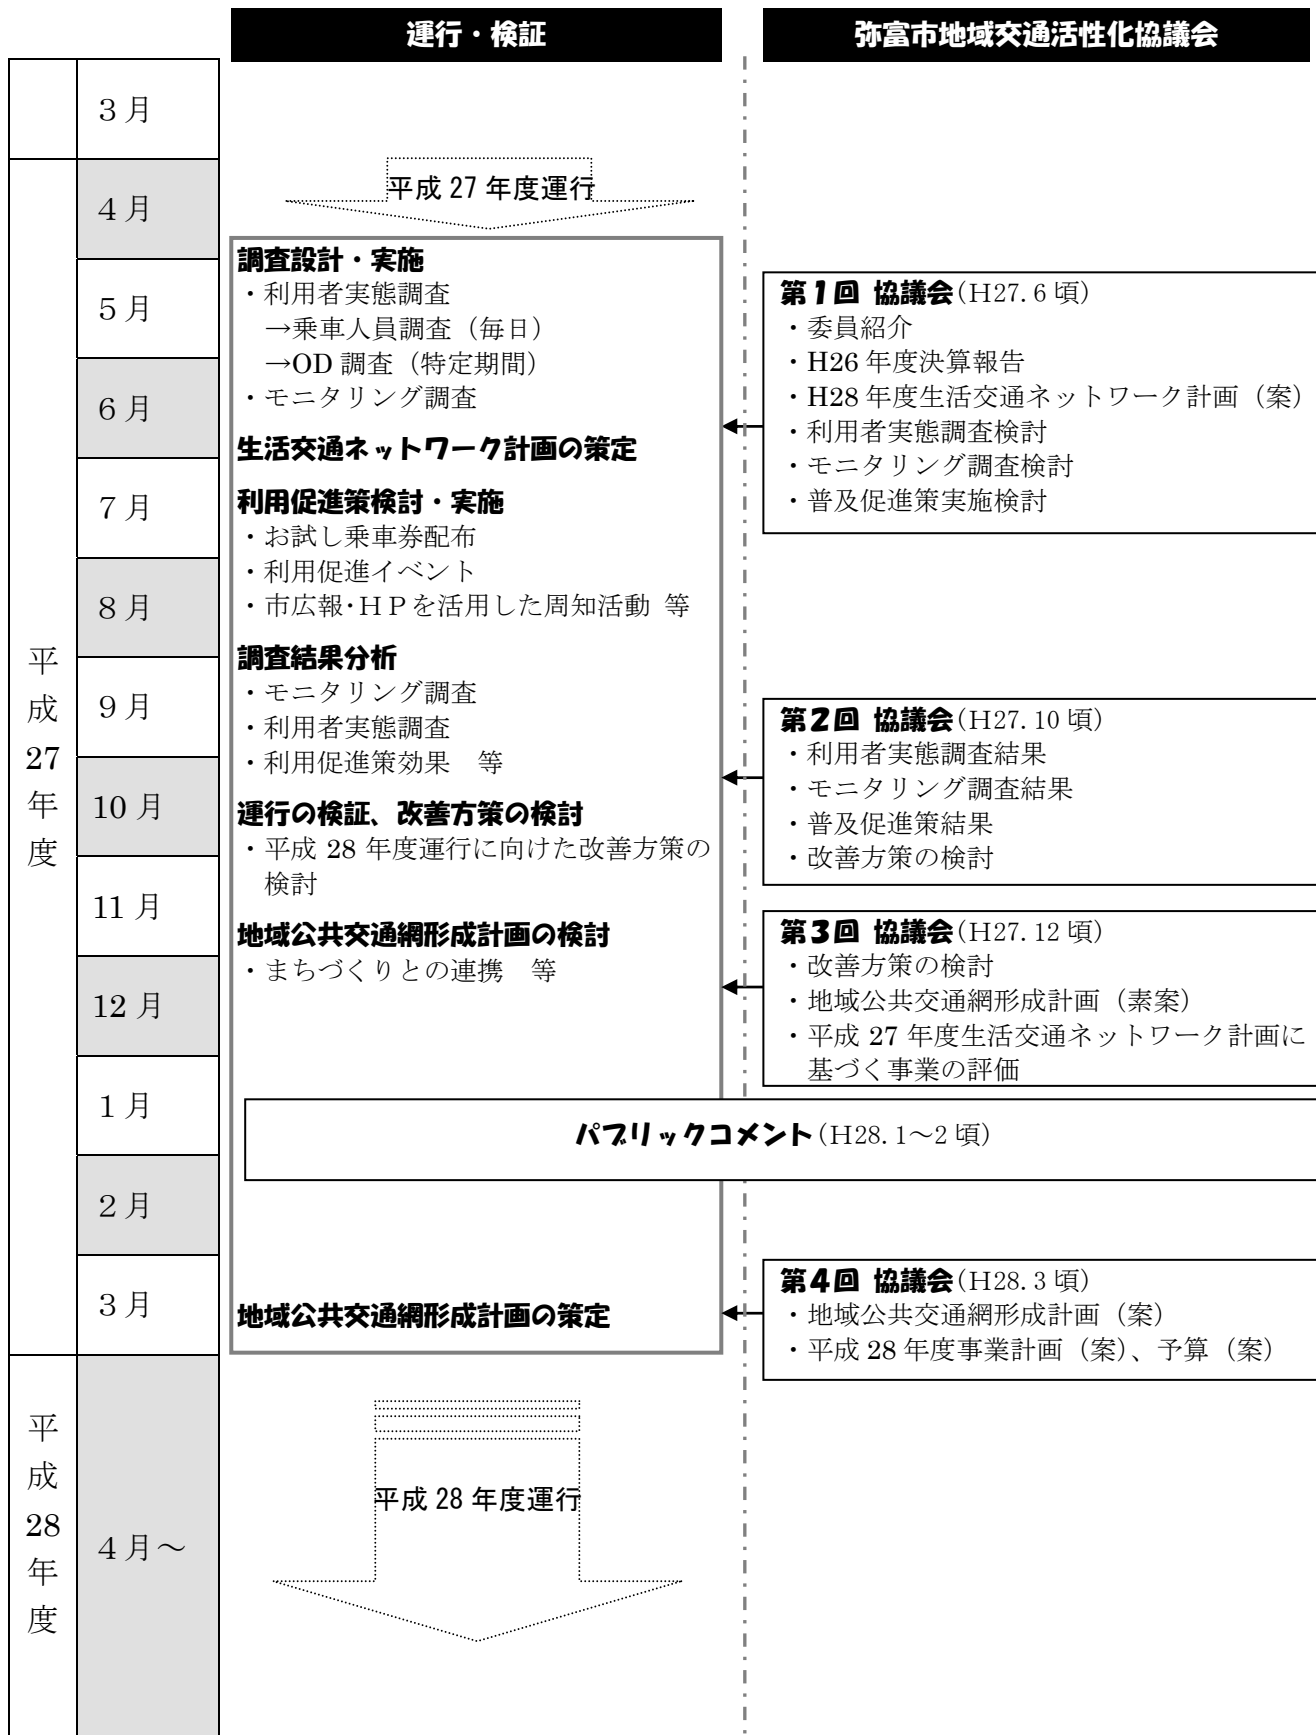 運行・検証
弥富市地域交通活性化協議会
3月
平成27年度
4月
5月
6月
7月
8月
9月
10月
11月
12月
1月
2月
3月
平成28年度
4月～
平成 27 年度運行
調査設計・実施
・利用者実態調査
→乗車人員調査（毎日）
→OD 調査（特定期間）
・モニタリング調査
生活交通ネットワーク計画の策定
利用促進策検討・実施
・お試し乗車券配布
・利用促進イベント
・市広報・ＨＰを活用した周知活動 等
調査結果分析
・モニタリング調査
・利用者実態調査
・利用促進策効果　等
運行の検証、改善方策の検討
・平成 28 年度運行に向けた改善方策の
検討
地域公共交通網形成計画の検討
・まちづくりとの連携　等
第1回 協議会(H27.6 頃)
・委員紹介
・H26 年度決算報告
・H28 年度生活交通ネットワーク計画（案）
・利用者実態調査検討
・モニタリング調査検討
・普及促進策実施検討
第2回 協議会(H27.10 頃)
・利用者実態調査結果
・モニタリング調査結果
・普及促進策結果
・改善方策の検討
第3回 協議会(H27.12 頃)
・改善方策の検討
・地域公共交通網形成計画（素案）
・平成 27 年度生活交通ネットワーク計画に
基づく事業の評価
パブリックコメント(H28.1～2 頃)
地域公共交通網形成計画の策定
第4回 協議会(H28.3 頃)
・地域公共交通網形成計画（案）
・平成 28 年度事業計画（案）、予算（案）
平成 28 年度運行